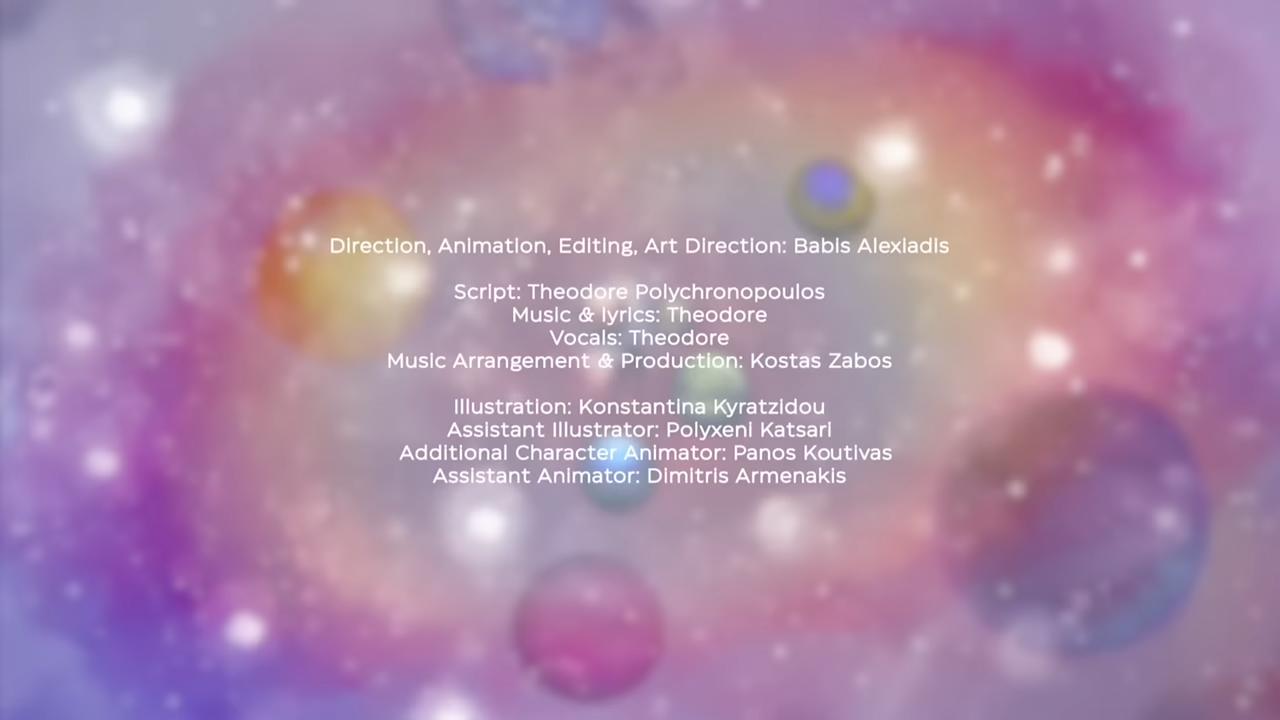 Direction, Animation, Editing, Art Direction: Babis Alexiadis
Script: Theodore Polychronopoulos
Music & lyrics: Theodore
Vocals: Theodore
Music Arrangement & Production: Kostas Zabos
Illustration: Konstantina Kyratzidou
Assistant Illustrator: Polyxeni Katsari
Additional Character Animator: Panos Koutivas
Assistant Animator: Dimitris Armenakis